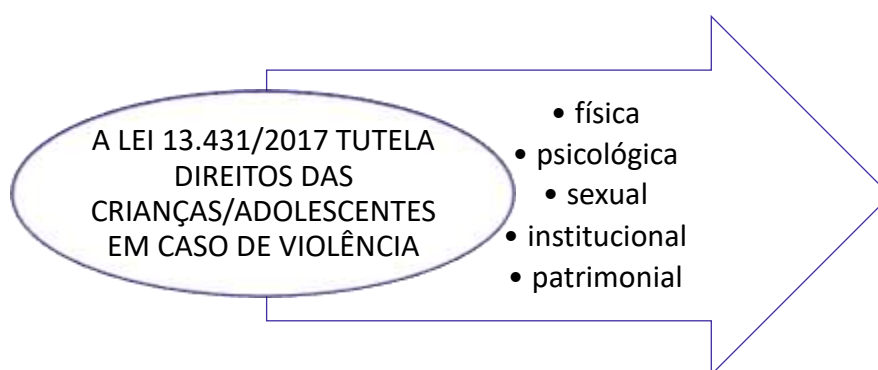 A LEI 13.431/2017 TUTELA
DIREITOS DAS
CRIANÇAS/ADOLESCENTES
EM CASO DE VIOLÊNCIA
• física
• psicológica
• sexual
• institucional
• patrimonial